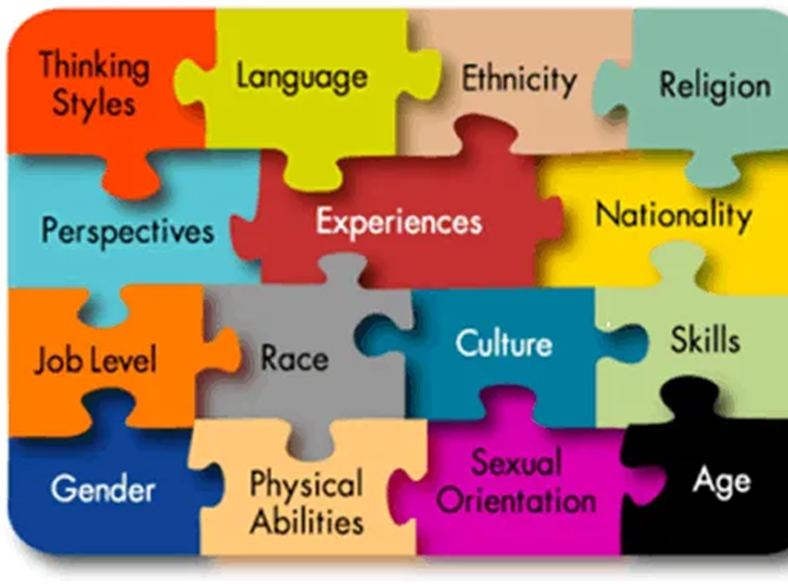 Thinking
Styles
Language
Ethnicity
Religion
Perspectives
Experiences
Nationality
Job Level
Race
Culture
Skills
Gender
Physical
Abilities
Sexual
Orientation
Age